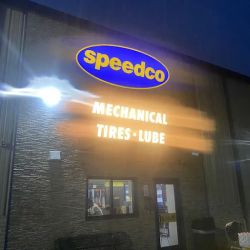 speedco
MECHANICAL
TIRES • LUBE